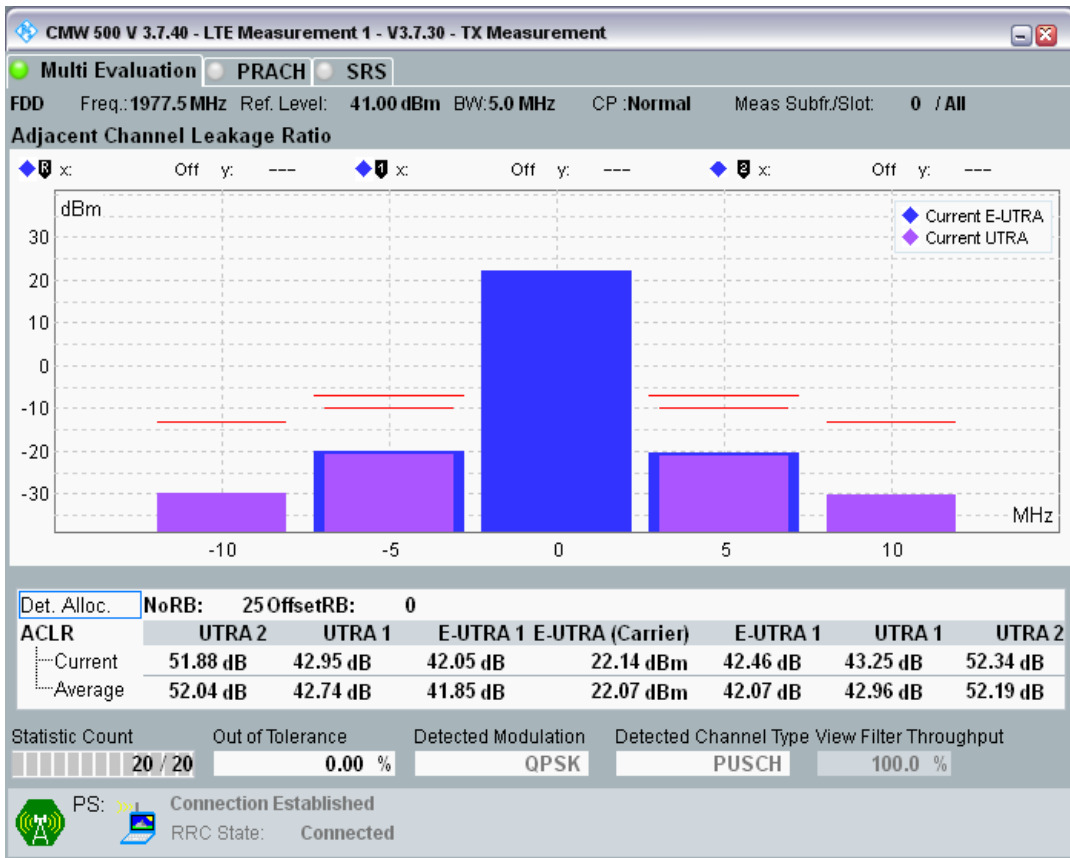 CMW 500 V 3.7.40 - LTE Measurement 1 - V3.7.30 - TX Measurement
Multi Evaluation PRACH SRS
FDD Freq.:1977.5 MHz Ref. Level: 41.00 dBm BW:5.0 MHz CP :Normal Meas Subfr./Slot: 0 / All
Adjacent Channel Leakage Ratio
R x: Off y: --- 1 x: Off y: --- 2 x: Off y: ---
dBm
Current E-UTRA
Current UTRA
30
20
10
0
-10
-20
-30
MHz
-10 -5 0 5 10
Det. Alloc. NoRB: 25 OffsetRB: 0
ACLR UTRA 2 UTRA 1 E-UTRA 1 E-UTRA (Carrier) E-UTRA 1 UTRA 1 UTRA 2
Current 51.88 dB 42.95 dB 42.05 dB 22.14 dBm 42.46 dB 43.25 dB 52.34 dB
Average 52.04 dB 42.74 dB 41.85 dB 22.07 dBm 42.07 dB 42.96 dB 52.19 dB
Statistic Count Out of Tolerance Detected Modulation Detected Channel Type View Filter Throughput
20 / 20 0.00 % QPSK PUSCH 100.0 %
PS: Connection Established
RRC State: Connected